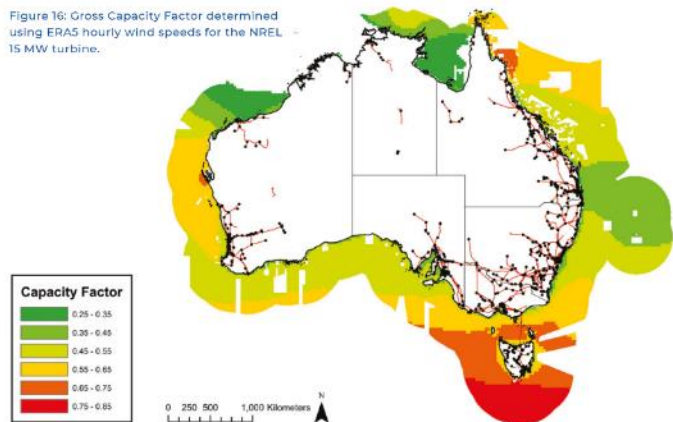 Figure 16: Gross Capacity Factor determined
using ERA5 hourly wind speeds for the NREL
15 MW turbine.
Capacity Factor
0.25 - 0.35
0.35 - 0.45
0.45 - 0.55
0.55 - 0.65
0.65 - 0.75
0.75 - 0.85
N
0 250 500 1,000 Kilometers